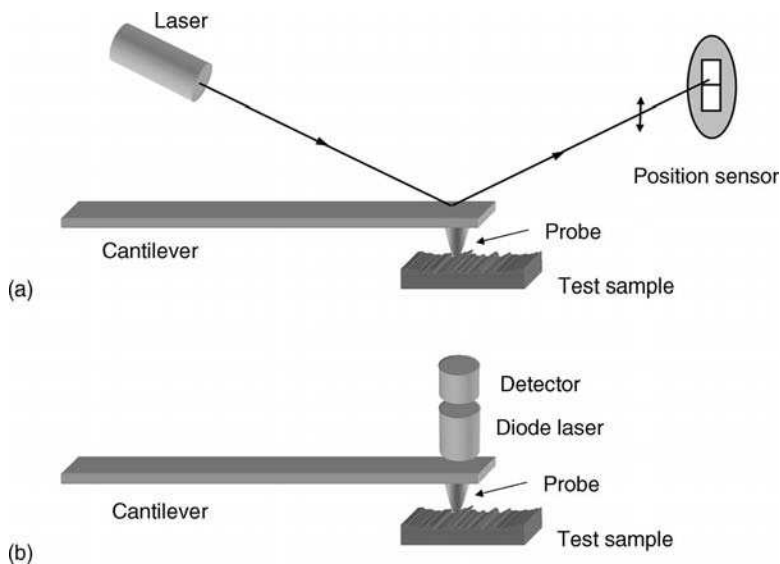 Laser
Position sensor
Cantilever
Probe
Test sample
(a)
Detector
Diode laser
Probe
Cantilever
Test sample
(b)